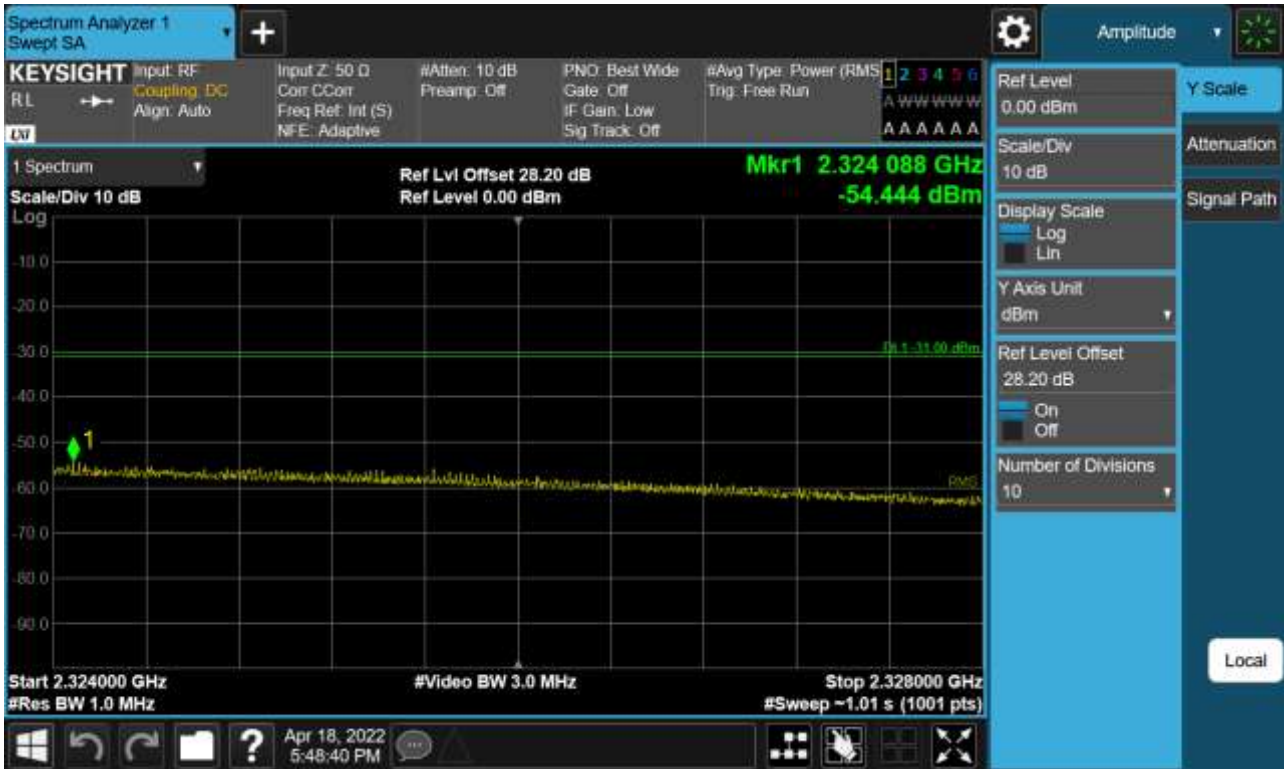 Spectrum Analyzer 1
Swept SA
+
Amplitude
KEYSIGHT
RL
Input: RF
Coupling: DC
Align: Auto
Input Z: 50 Ω
Corr CCorr
Freq Ref: Int (S)
NFE: Adaptive
#Atten: 10 dB
Preamp: Off
PNO: Best Wide
Gate: Off
IF Gain: Low
Sig Track: Off
#Avg Type: Power (RMS
Trig: Free Run
1 2 3 4 5 6
A W W W W W
A A A A A A
LXI
1 Spectrum
Scale/Div 10 dB
Log
Ref Lvl Offset 28.20 dB
Ref Level 0.00 dBm
Mkr1 2.324 088 GHz
-54.444 dBm
-10.0
-20.0
-30.0
DL1 -31.00 dBm
-40.0
-50.0
1
-60.0
RMS
-70.0
-80.0
-90.0
Start 2.324000 GHz
#Res BW 1.0 MHz
#Video BW 3.0 MHz
Stop 2.328000 GHz
#Sweep ~1.01 s (1001 pts)
Ref Level
0.00 dBm
Scale/Div
10 dB
Display Scale
Log
Lin
Y Axis Unit
dBm
Ref Level Offset
28.20 dB
On
Off
Number of Divisions
10
Y Scale
Attenuation
Signal Path
Local
?
Apr 18, 2022
5:48:40 PM